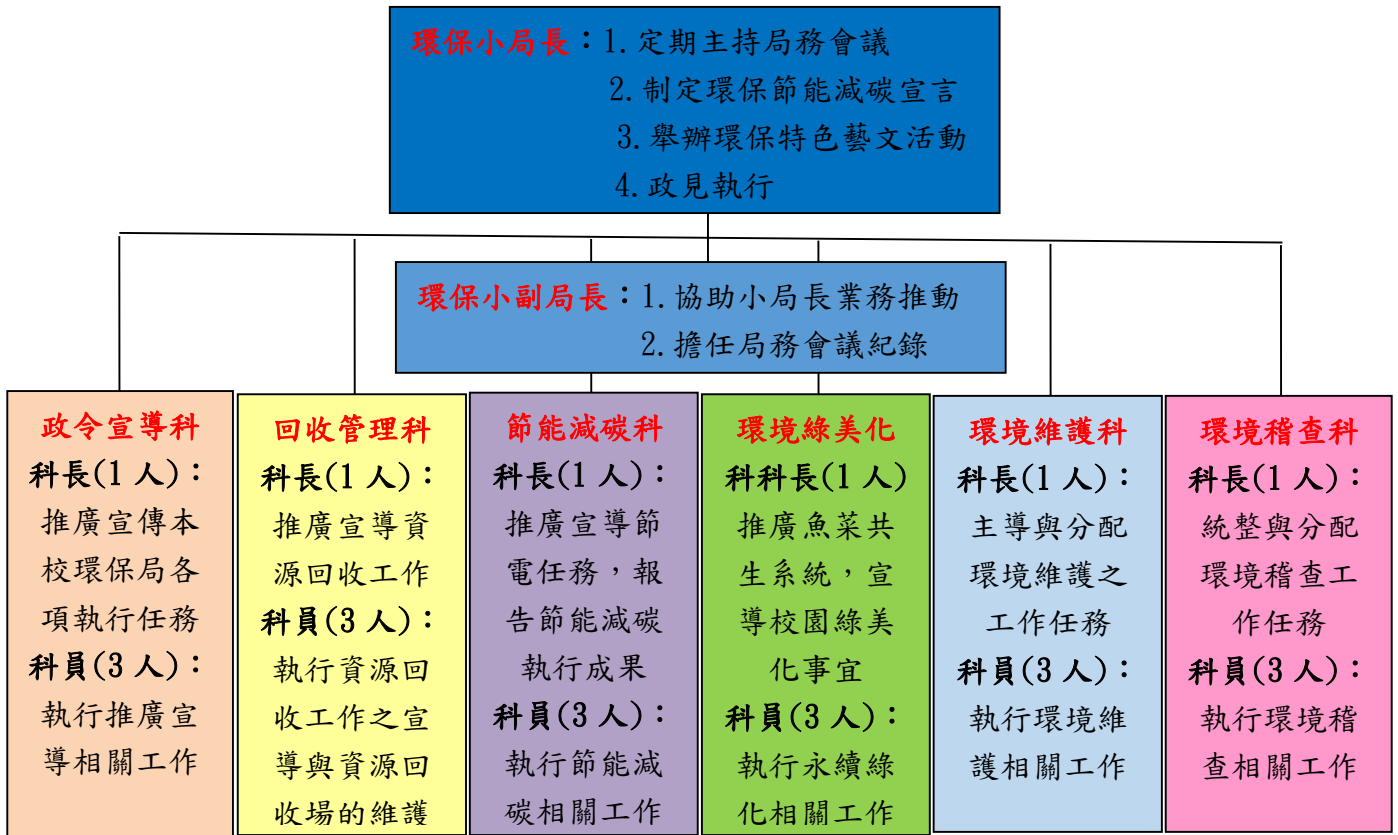 環保小局長：1.定期主持局務會議
2.制定環保節能減碳宣言
3.舉辦環保特色藝文活動
4.政見執行
環保小副局長：1.協助小局長業務推動
2.擔任局務會議紀錄
政令宣導科
科長(1人)：
推廣宣傳本
校環保局各
項執行任務
科員(3人)：
執行推廣宣
導相關工作
回收管理科
科長(1人)：
推廣宣導資
源回收工作
科員(3人)：
執行資源回
收工作之宣
導與資源回
收場的維護
節能減碳科
科長(1人)：
推廣宣導節
電任務，報
告節能減碳
執行成果
科員(3人)：
執行節能減
碳相關工作
環境綠美化
科科長(1人)
推廣魚菜共
生系統，宣
導校園綠美
化事宜
科員(3人)：
執行永續綠
化相關工作
環境維護科
科長(1人)：
主導與分配
環境維護之
工作任務
科員(3人)：
執行環境維
護相關工作
環境稽查科
科長(1人)：
統整與分配
環境稽查工
作任務
科員(3人)：
執行環境稽
查相關工作